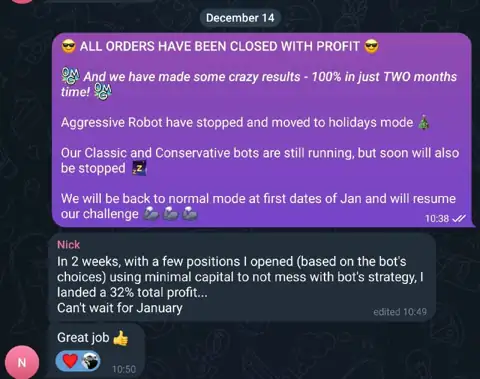 December 14
😎 ALL ORDERS HAVE BEEN CLOSED WITH PROFIT 😎
And we have made some crazy results - 100% in just TWO months
time!
Aggressive Robot have stopped and moved to holidays mode 🎄
Our Classic and Conservative bots are still running, but soon will also
be stopped 💤
We will be back to normal mode at first dates of Jan and will resume
our challenge 🦾 🦾 🦾
10:38
Nick
In 2 weeks, with a few positions I opened (based on the bot's
choices) using minimal capital to not mess with bot's strategy, I
landed a 32% total profit...
Can't wait for January
edited 10:49
Great job 👍
N
10:50